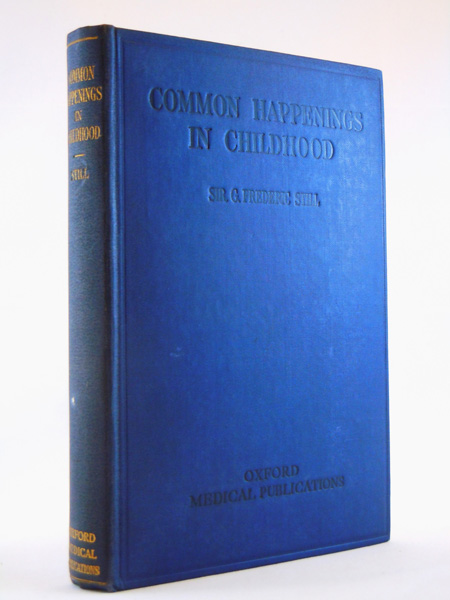 COMMON
HAPPENINGS
IN
CHILDHOOD
STILL
OXFORD
MEDICAL
PUBLICATIONS
COMMON HAPPENINGS
IN CHILDHOOD
SIR. G. FREDERIC STILL
OXFORD
MEDICAL PUBLICATIONS